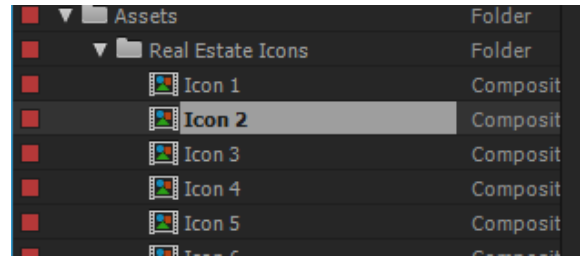 Assets Folder
Real Estate Icons Folder
Icon 1 Composit
Icon 2 Composit
Icon 3 Composit
Icon 4 Composit
Icon 5 Composit